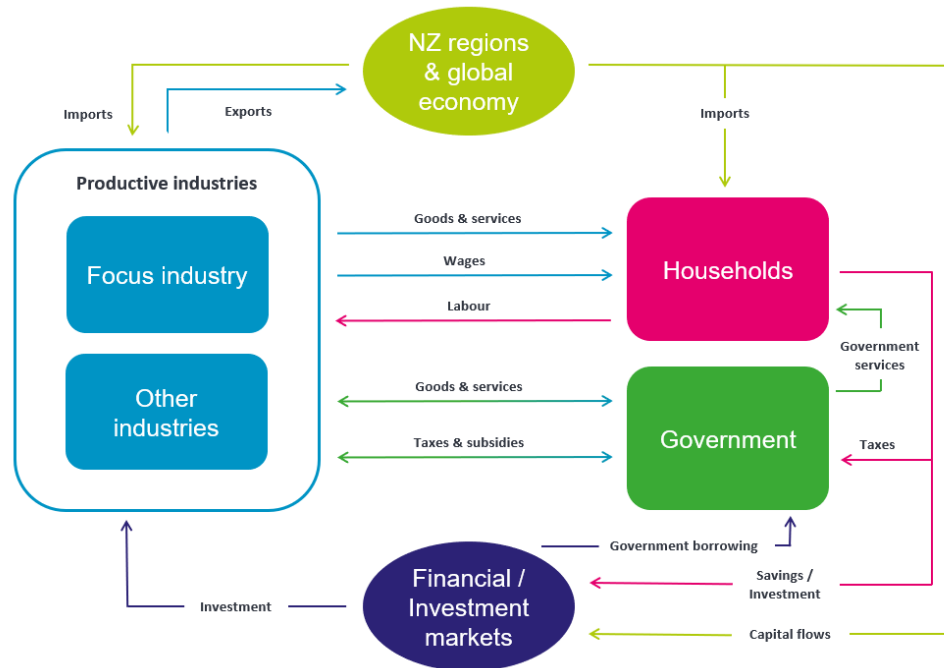 NZ regions
& global
economy
Imports
Exports
Imports
Productive industries
Focus industry
Other
industries
Goods & services
Wages
Labour
Households
Government
services
Goods & services
Taxes & subsidies
Government
Taxes
Government borrowing
Financial /
Investment
markets
Investment
Savings /
Investment
Capital flows